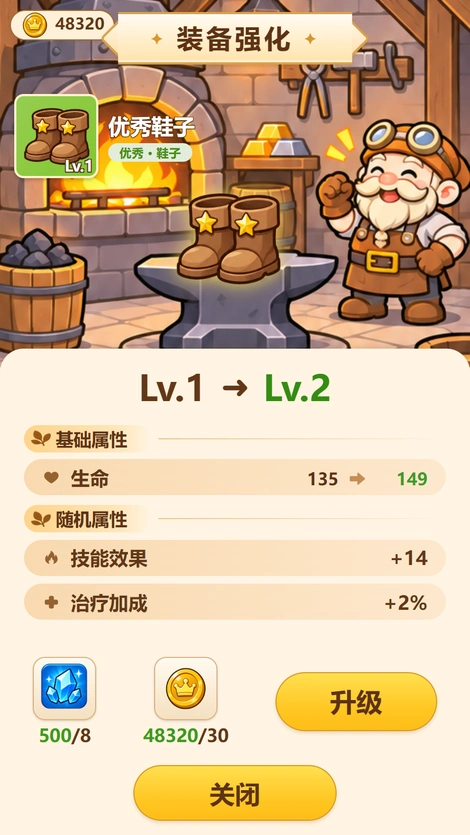 48320
装备强化
优秀鞋子
优秀·鞋子
Lv.1
Lv.1 → Lv.2
基础属性
生命 135 149
随机属性
技能效果 +14
治疗加成 +2%
500/8 48320/30
升级
关闭